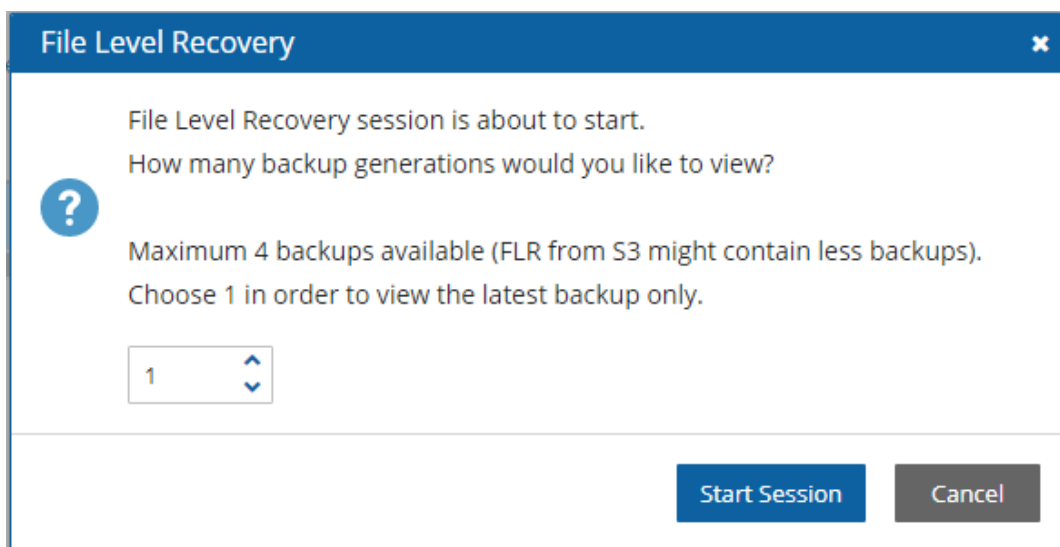 File Level Recovery
File Level Recovery session is about to start.
How many backup generations would you like to view?
Maximum 4 backups available (FLR from S3 might contain less backups).
Choose 1 in order to view the latest backup only.
1
Start Session
Cancel